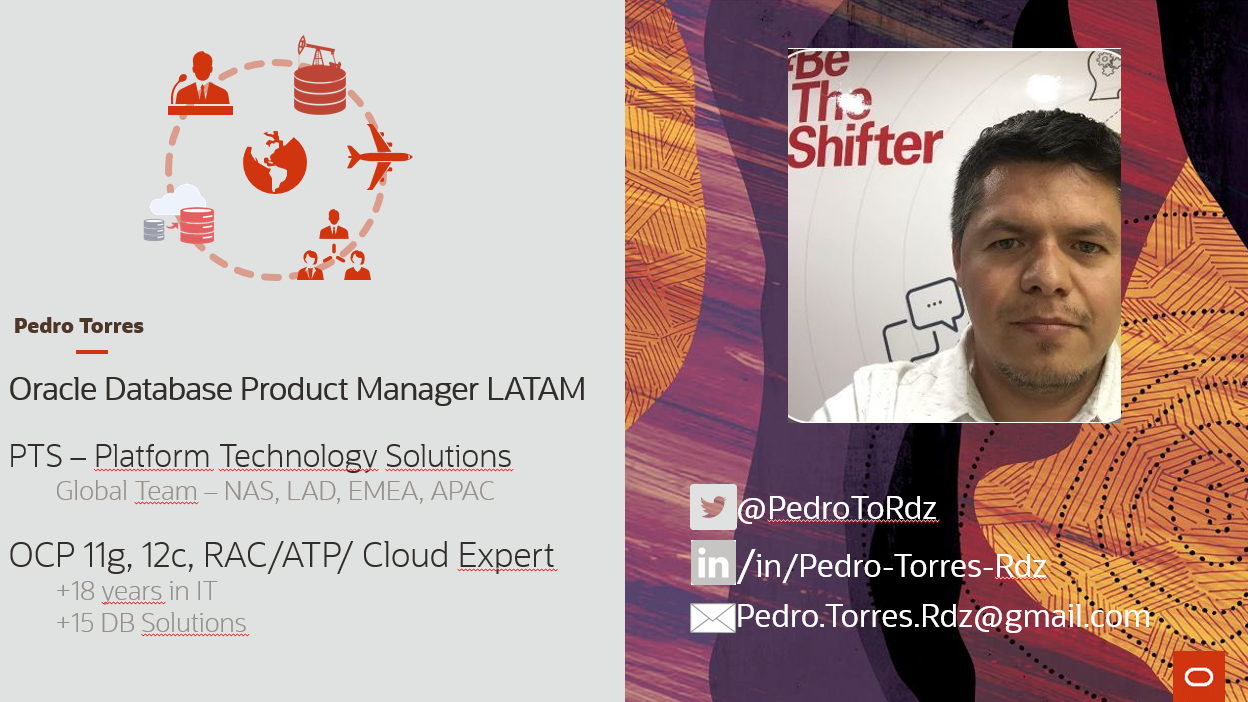 Pedro Torres
Oracle Database Product Manager LATAM
PTS – Platform Technology Solutions
Global Team – NAS, LAD, EMEA, APAC
OCP 11g, 12c, RAC/ATP/ Cloud Expert
+18 years in IT
+15 DB Solutions
#Be
The
Shifter
@PedroToRdz
in /in/Pedro-Torres-Rdz
Pedro.Torres.Rdz@gmail.com